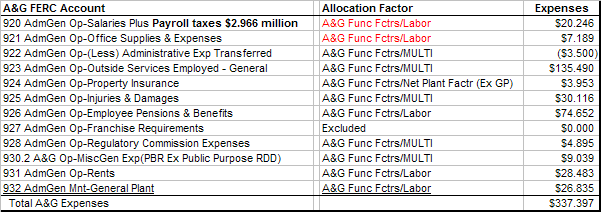 A&G FERC Account Allocation Factor Expenses
920 AdmGen Op-Salaries Plus Payroll taxes $2.966 million A&G Func Fctrs/Labor $20.246
921 AdmGen Op-Office Supplies & Expenses A&G Func Fctrs/Labor $7.189
922 AdmGen Op-(Less) Administrative Exp Transferred A&G Func Fctrs/MULTI ($3.500)
923 AdmGen Op-Outside Services Employed - General A&G Func Fctrs/MULTI $135.490
924 AdmGen Op-Property Insurance A&G Func Fctrs/Net Plant Factr (Ex GP) $3.953
925 AdmGen Op-Injuries & Damages A&G Func Fctrs/MULTI $30.116
926 AdmGen Op-Employee Pensions & Benefits A&G Func Fctrs/Labor $74.652
927 AdmGen Op-Franchise Requirements Excluded $0.000
928 AdmGen Op-Regulatory Commission Expenses A&G Func Fctrs/MULTI $4.895
930.2 A&G Op-MiscGen Exp(PBR Ex Public Purpose RDD) A&G Func Fctrs/MULTI $9.039
931 AdmGen Op-Rents A&G Func Fctrs/Labor $28.483
932 AdmGen Mnt-General Plant A&G Func Fctrs/Labor $26.835
Total A&G Expenses $337.397